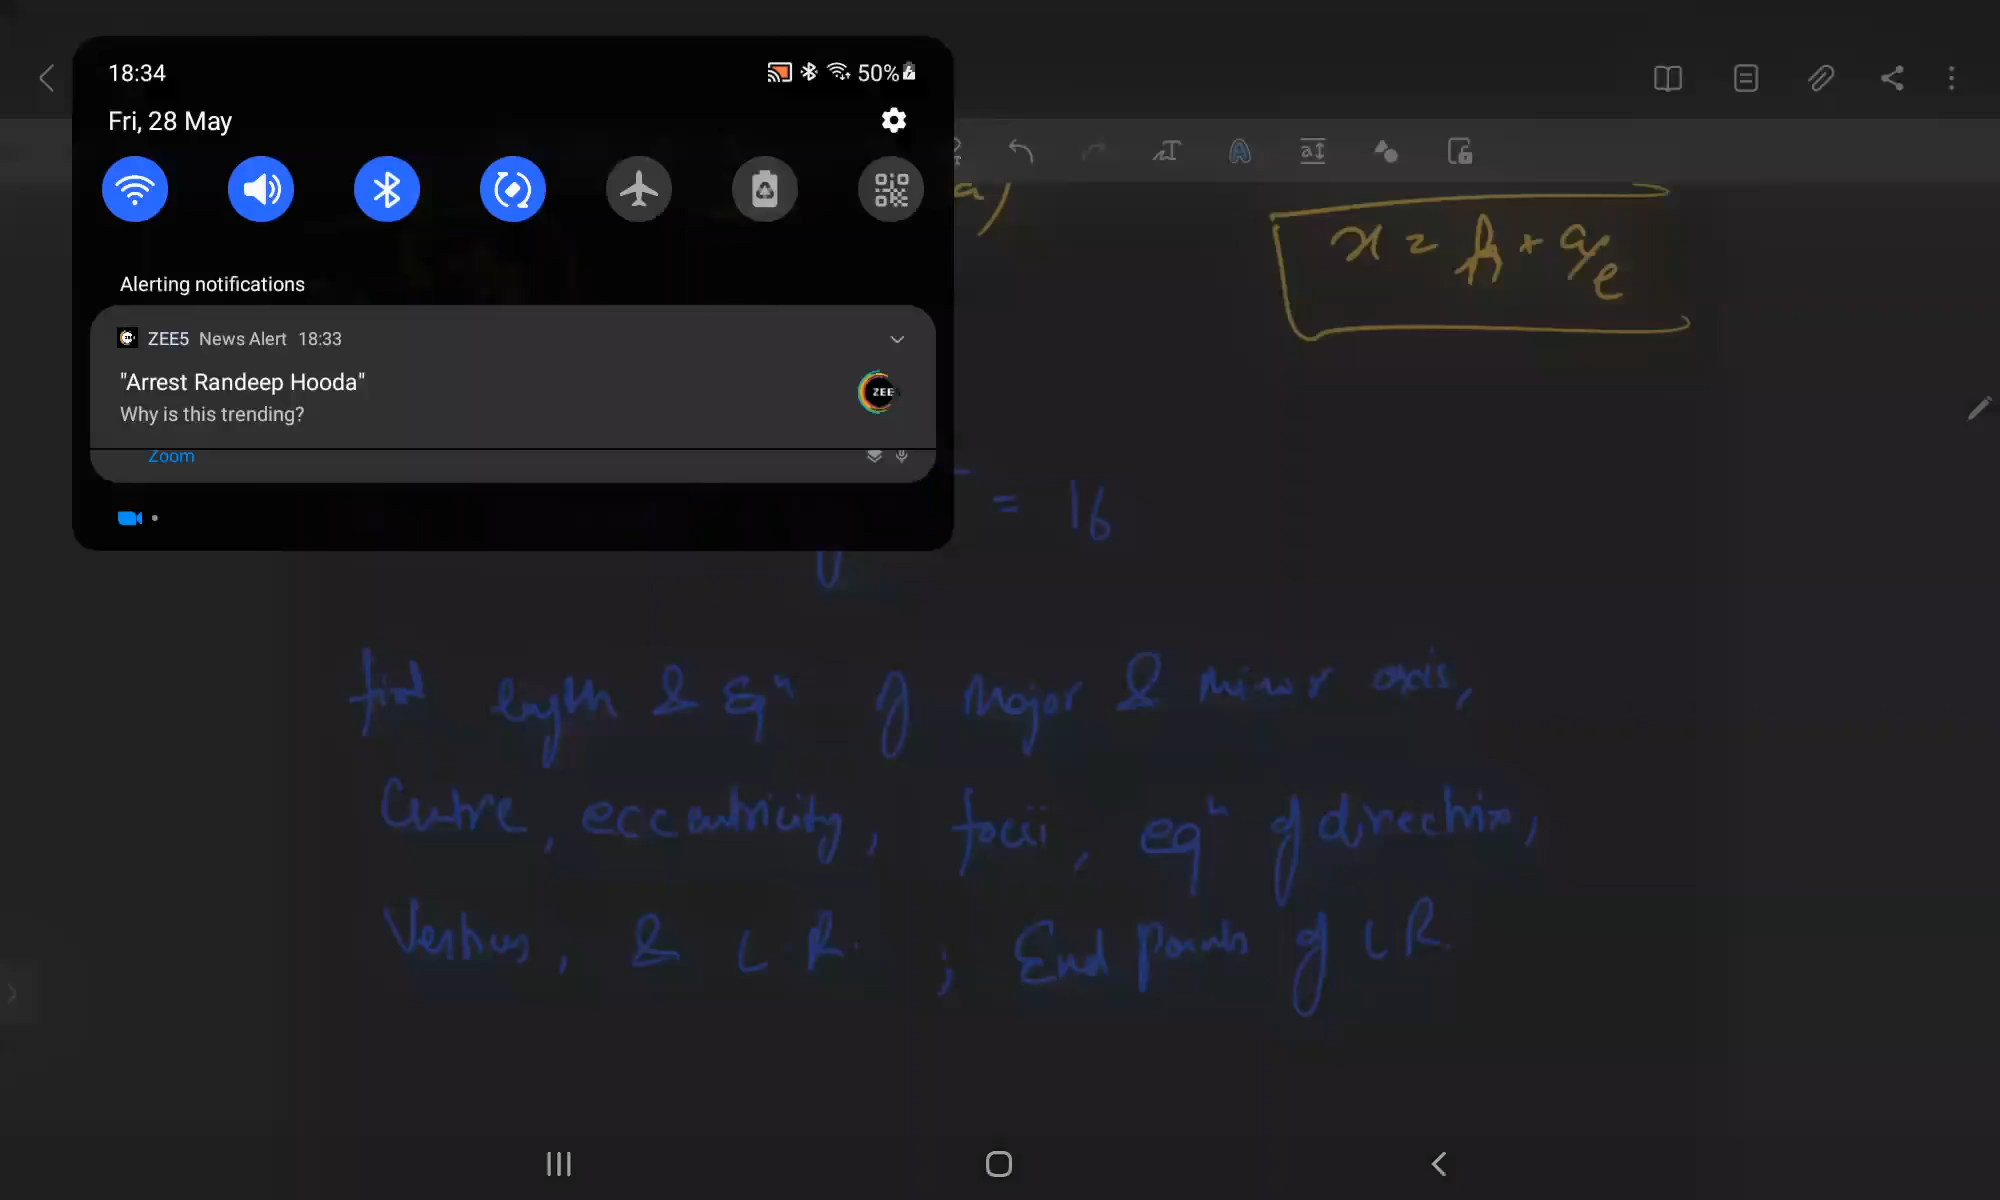 18:34
50%
Fri, 28 May
a)
x = h + a/e
Alerting notifications
ZEE5 News Alert 18:33
"Arrest Randeep Hooda"
Why is this trending?
ZEE
Zoom
= 16
find length & Eqn of Major & Minor axis,
Centre, eccentricity, focii, eqn of directrix,
Vertices, & L.R. ; End points of LR.